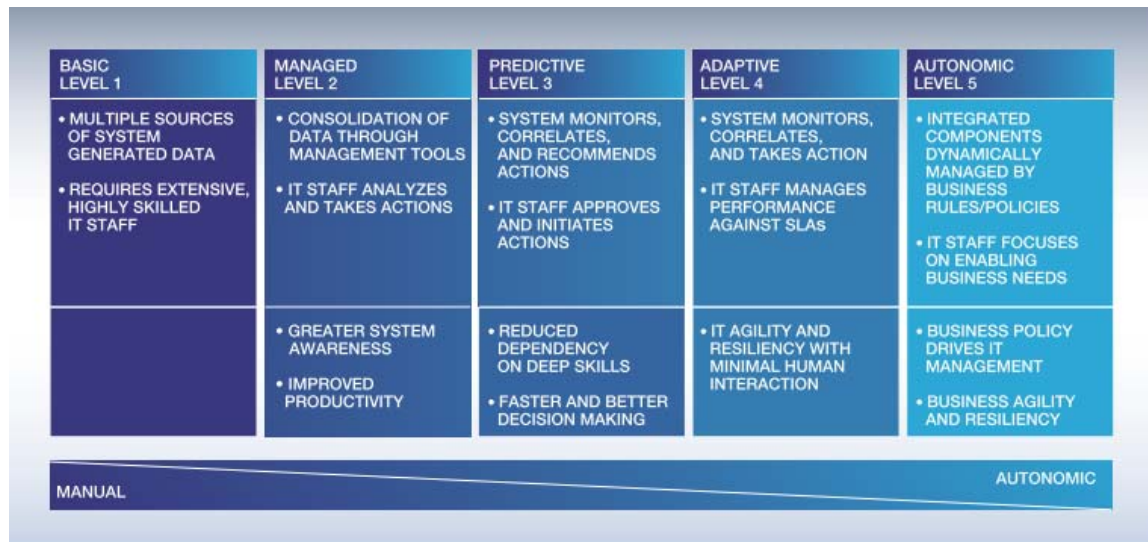 BASIC
LEVEL 1
• MULTIPLE SOURCES
OF SYSTEM
GENERATED DATA
• REQUIRES EXTENSIVE,
HIGHLY SKILLED
IT STAFF
MANAGED
LEVEL 2
• CONSOLIDATION OF
DATA THROUGH
MANAGEMENT TOOLS
• IT STAFF ANALYZES
AND TAKES ACTIONS
• GREATER SYSTEM
AWARENESS
• IMPROVED
PRODUCTIVITY
PREDICTIVE
LEVEL 3
• SYSTEM MONITORS,
CORRELATES,
AND RECOMMENDS
ACTIONS
• IT STAFF APPROVES
AND INITIATES
ACTIONS
• REDUCED
DEPENDENCY
ON DEEP SKILLS
• FASTER AND BETTER
DECISION MAKING
ADAPTIVE
LEVEL 4
• SYSTEM MONITORS,
CORRELATES,
AND TAKES ACTION
• IT STAFF MANAGES
PERFORMANCE
AGAINST SLAs
• IT AGILITY AND
RESILIENCY WITH
MINIMAL HUMAN
INTERACTION
AUTONOMIC
LEVEL 5
• INTEGRATED
COMPONENTS
DYNAMICALLY
MANAGED BY
BUSINESS
RULES/POLICIES
• IT STAFF FOCUSES
ON ENABLING
BUSINESS NEEDS
• BUSINESS POLICY
DRIVES IT
MANAGEMENT
• BUSINESS AGILITY
AND RESILIENCY
MANUAL
AUTONOMIC